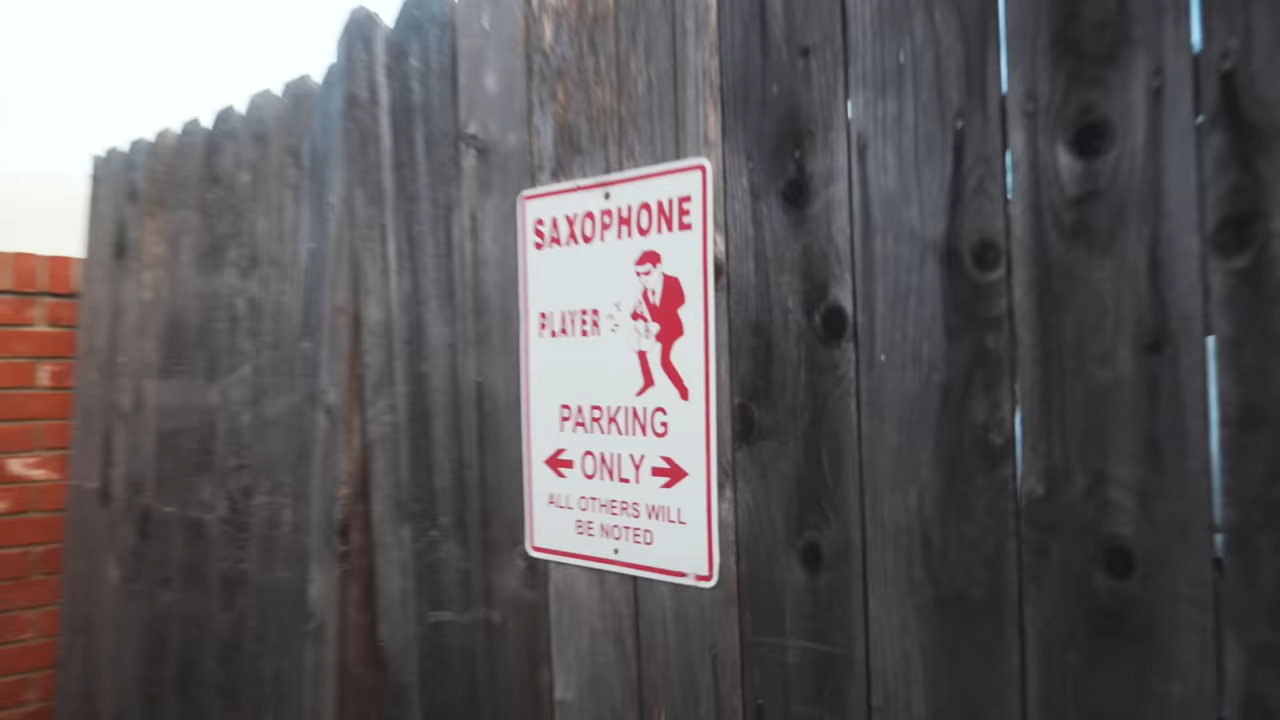 SAXOPHONE
PLAYER
PARKING
ONLY
ALL OTHERS WILL
BE NOTED